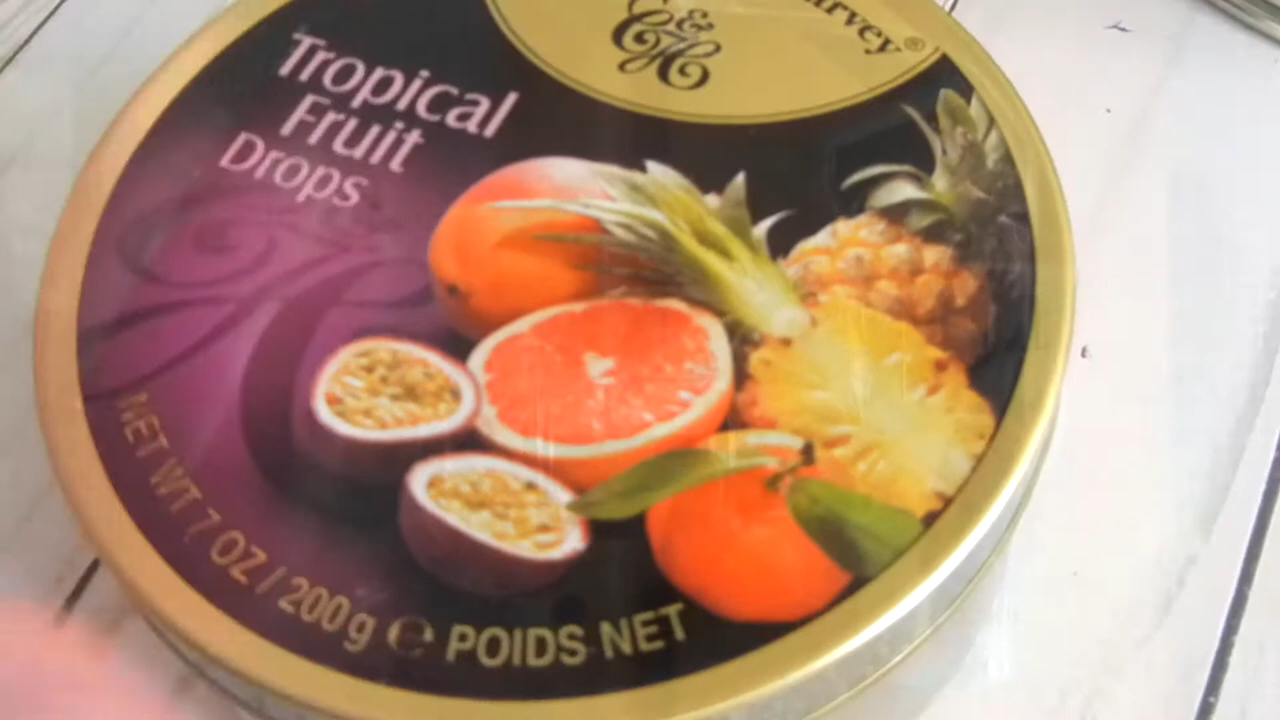 C&H
Tropical
Fruit
Drops
NET WT 7 OZ / 200g ℮ POIDS NET